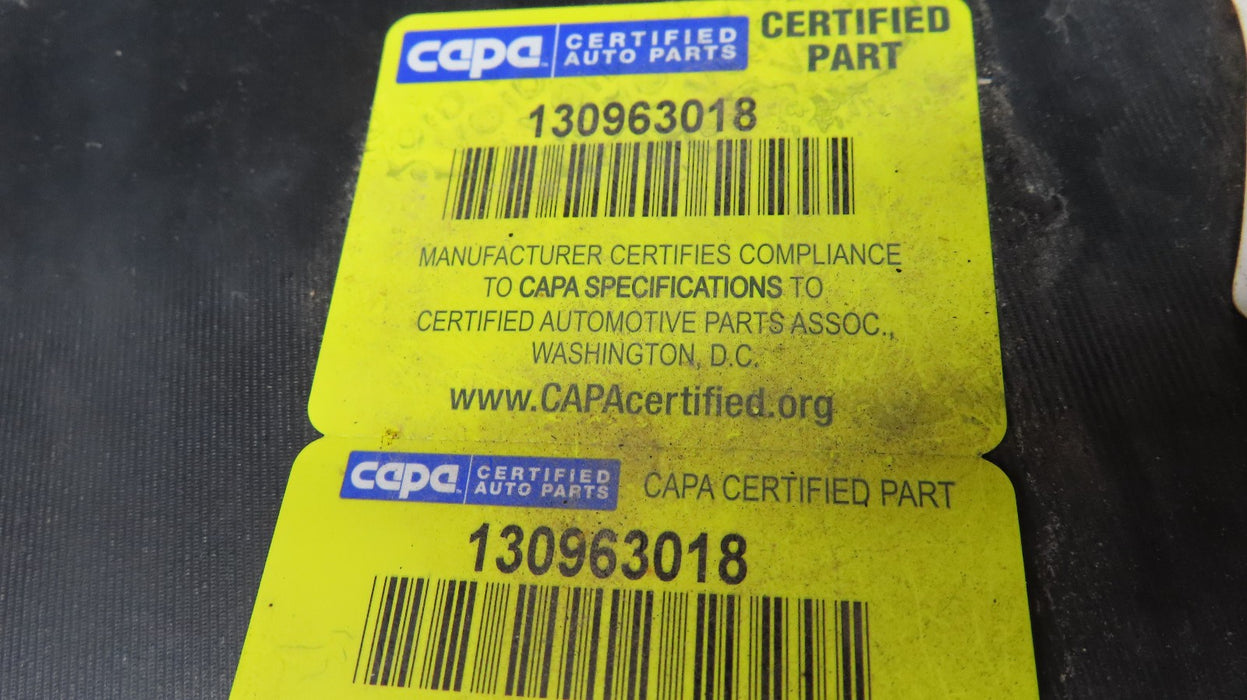 capa CERTIFIED AUTO PARTS
CERTIFIED PART
130963018
MANUFACTURER CERTIFIES COMPLIANCE
TO CAPA SPECIFICATIONS TO
CERTIFIED AUTOMOTIVE PARTS ASSOC.,
WASHINGTON, D.C.
www.CAPAcertified.org
capa CERTIFIED AUTO PARTS CAPA CERTIFIED PART
130963018